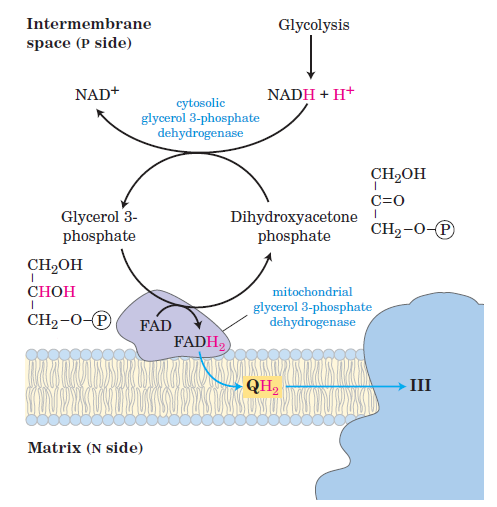 Intermembrane
space (P side)
Glycolysis
NAD+
NADH + H+
cytosolic
glycerol 3-phosphate
dehydrogenase
CH2OH
C=O
CH2-O-P
Glycerol 3-
phosphate
Dihydroxyacetone
phosphate
CH2OH
CHOH
CH2-O-P
mitochondrial
glycerol 3-phosphate
dehydrogenase
FAD
FADH2
QH2
III
Matrix (N side)